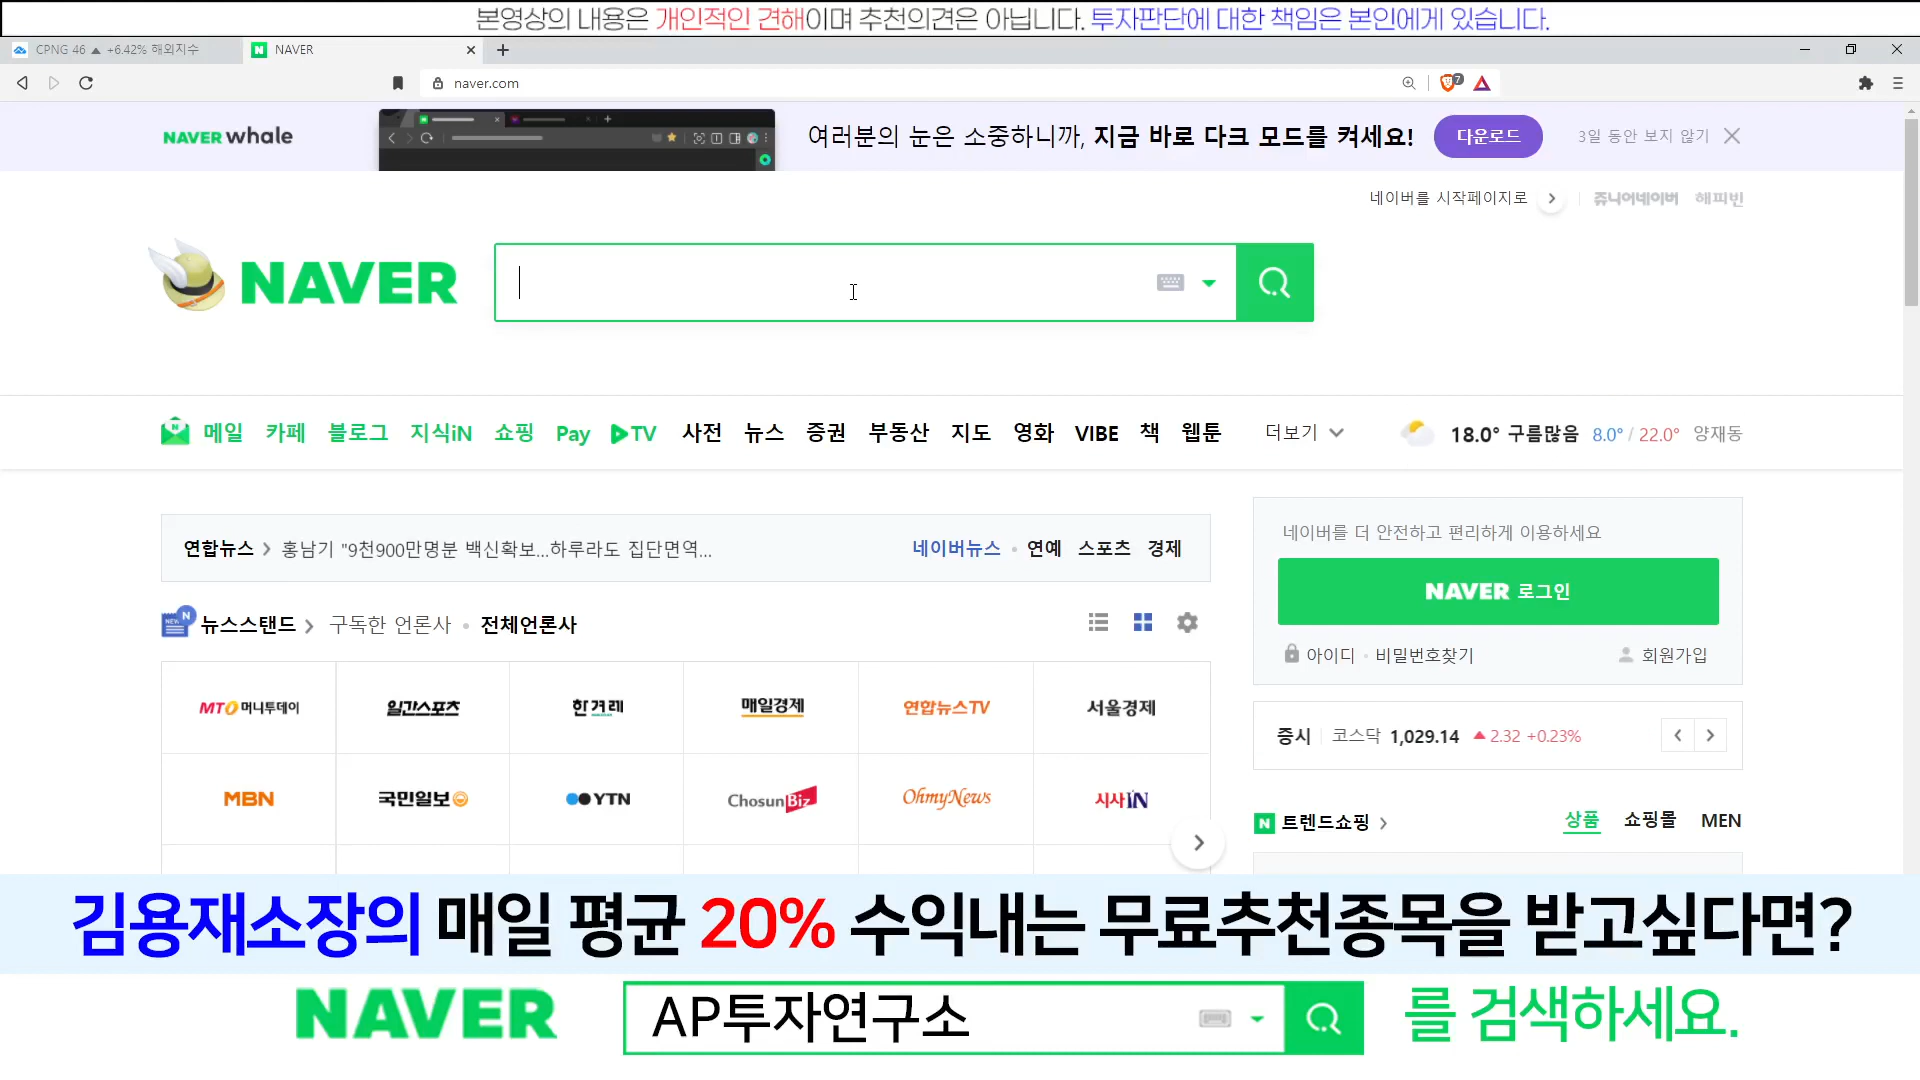 본영상의 내용은 개인적인 견해이며 추천의견은 아닙니다. 투자판단에 대한 책임은 본인에게 있습니다.
CPNG 46 ▲ +6.42% 해외지수
NAVER
naver.com
7
NAVER whale
여러분의 눈은 소중하니까, 지금 바로 다크 모드를 켜세요!
다운로드
3일 동안 보지 않기
네이버를 시작페이지로
쥬니어네이버 해피빈
NAVER
메일 카페 블로그 지식iN 쇼핑 Pay TV 사전 뉴스 증권 부동산 지도 영화 VIBE 책 웹툰 더보기
18.0° 구름많음 8.0° / 22.0° 양재동
연합뉴스 홍남기 "9천900만명분 백신확보...하루라도 집단면역...
네이버뉴스 연예 스포츠 경제
뉴스스탠드 구독한 언론사 전체언론사
MTO 머니투데이 일간스포츠 한겨레 매일경제 연합뉴스TV 서울경제
MBN 국민일보 YTN ChosunBiz OhmyNews 시사IN
네이버를 더 안전하고 편리하게 이용하세요
NAVER 로그인
아이디 비밀번호찾기 회원가입
증시 코스닥 1,029.14 ▲ 2.32 +0.23%
트렌드쇼핑 상품 쇼핑몰 MEN
김용재소장의 매일 평균 20% 수익내는 무료추천종목을 받고싶다면?
NAVER AP투자연구소 를 검색하세요.